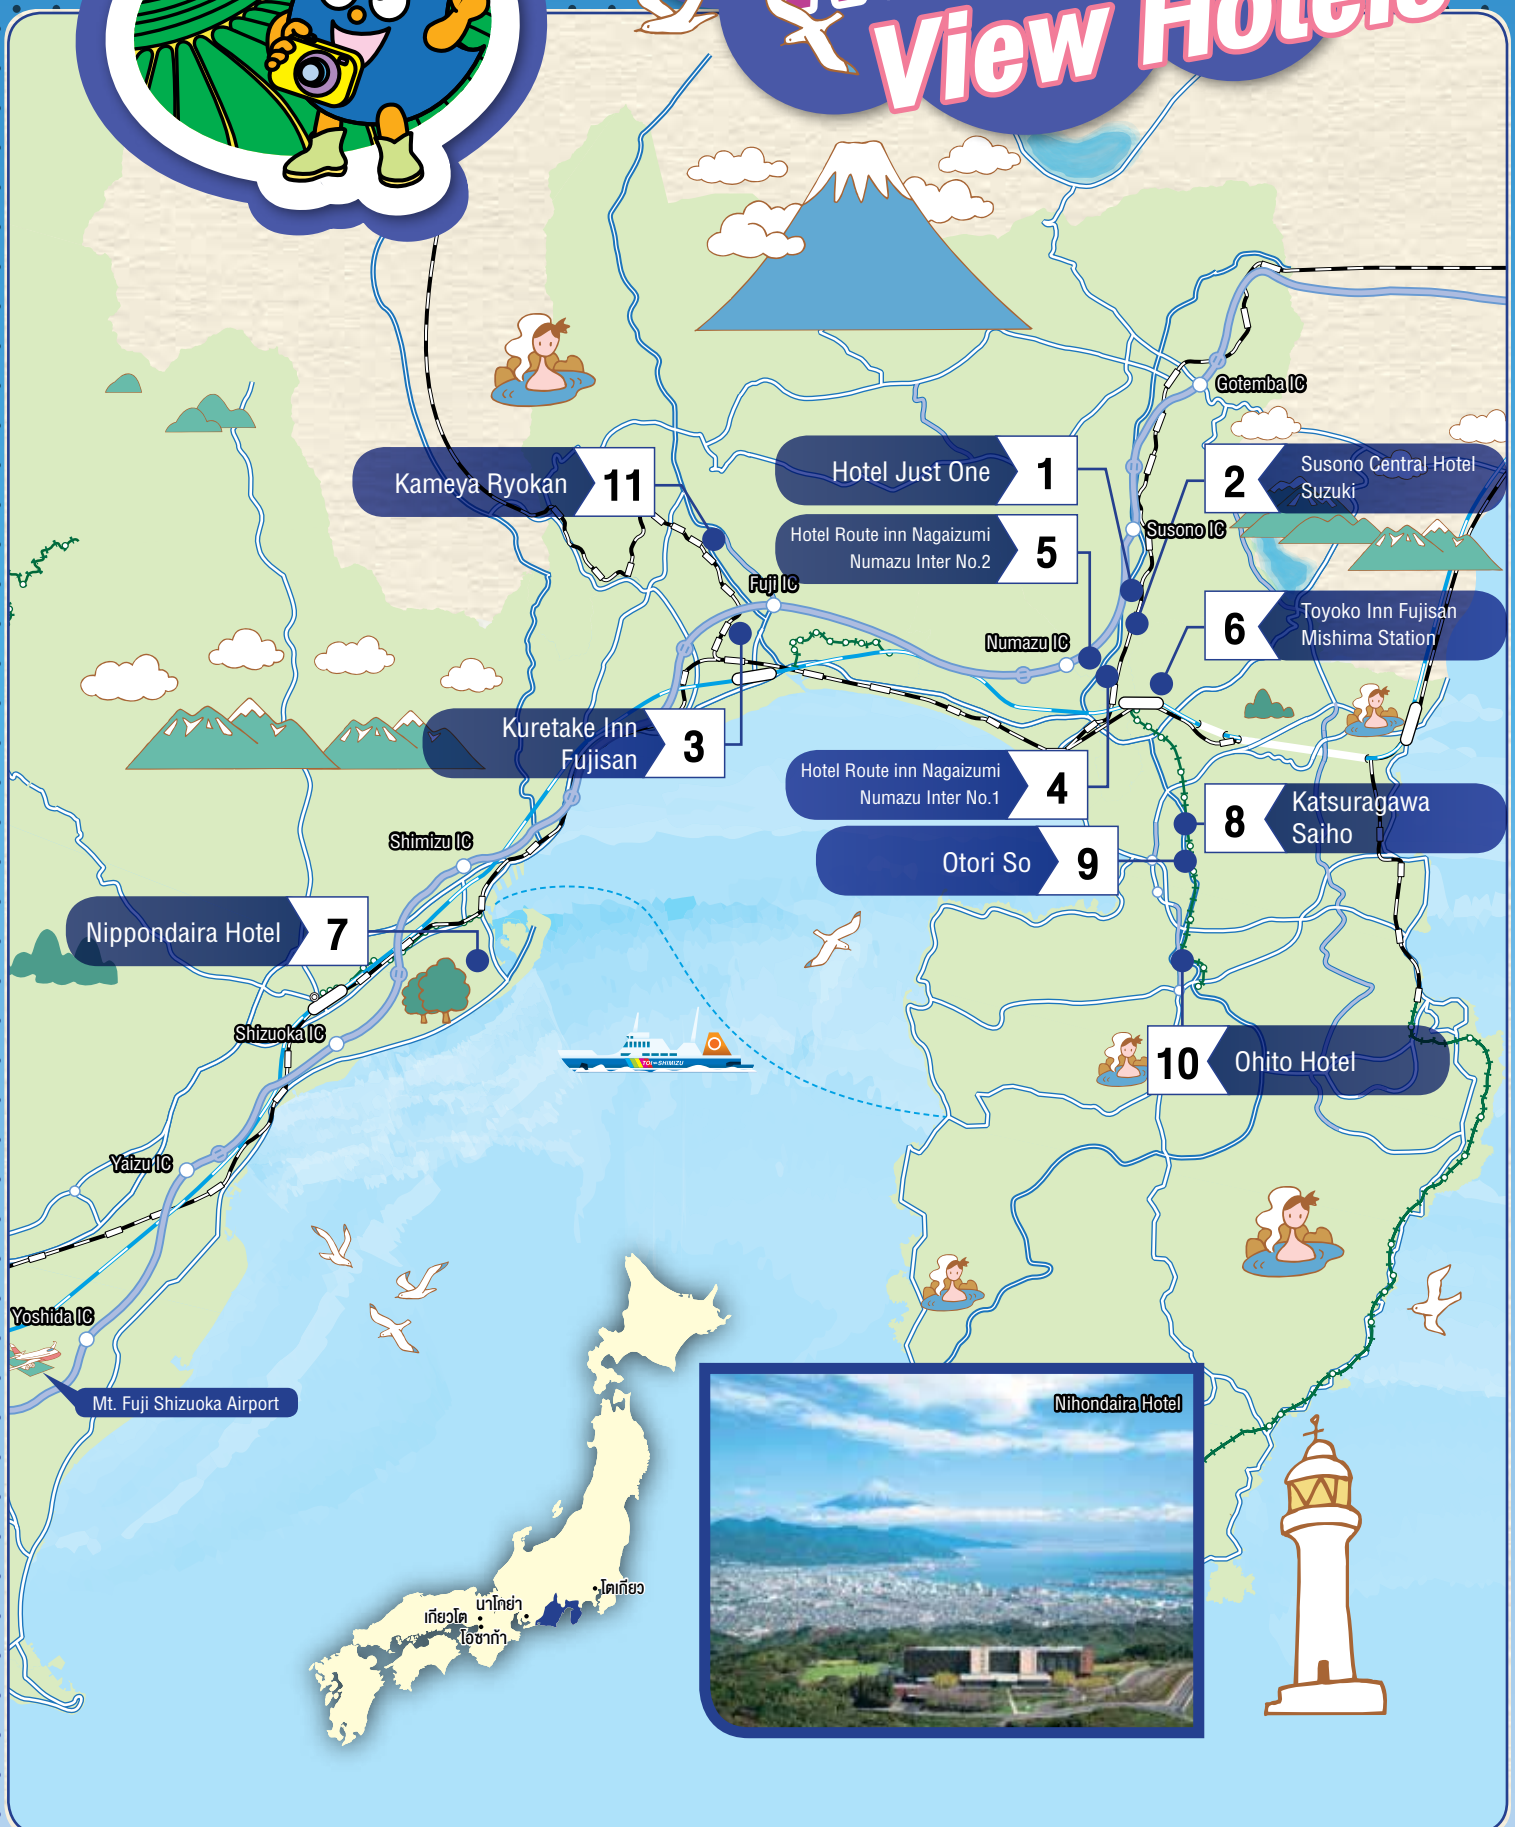 View Hotels
Gotemba IC
Kameya Ryokan
11
Hotel Just One
1
2
Susono Central Hotel
Suzuki
Hotel Route inn Nagaizumi
Numazu Inter No.2
5
Susono IC
Fuji IC
6
Toyoko Inn Fujisan
Mishima Station
Numazu IC
Kuretake Inn
Fujisan
3
Hotel Route inn Nagaizumi
Numazu Inter No.1
4
8
Katsuragawa
Saiho
Shimizu IC
Otori So
9
Nippondaira Hotel
7
Shizuoka IC
TOI⇔SHIMIZU
10
Ohito Hotel
Yaizu IC
Yoshida IC
Mt. Fuji Shizuoka Airport
Nihondaira Hotel
โตเกียว
นาโกย่า
เกียวโต
โอซาก้า